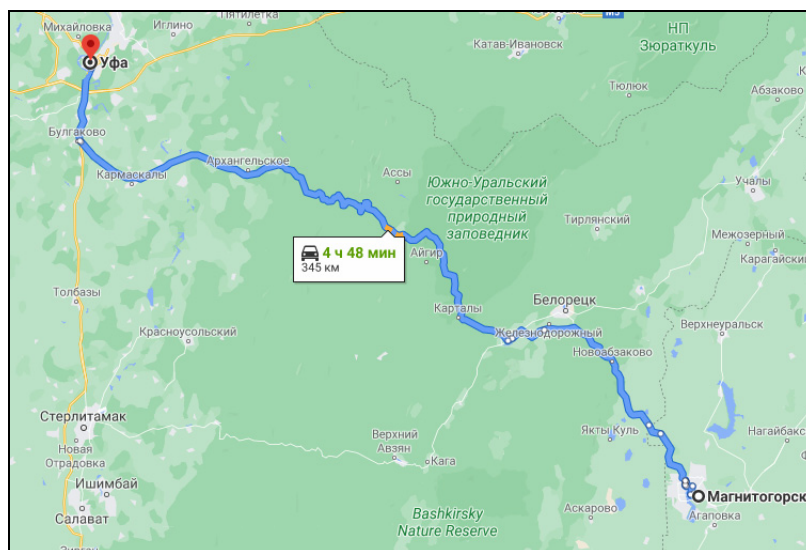 Михайловка
Иглино
Пятилетка
М5
НП
Зюраткуль
Катав-Ивановск
Уфа
Тюлюк
Абзаково
Булгаково
Кармаскалы
Архангельское
Ассы
Южно-Уральский
государственный
природный
заповедник
Тирлянский
Учалы
Межозерный
Карагайский
4 ч 48 мин
345 км
Айгир
Толбазы
Карталы
Белорецк
Железнодорожный
Верхнеуральск
Красноусольский
Новоабзаково
Стерлитамак
Новая
Отрадовка
Верхний
Авзян
Кага
Якты Куль
Нагайбакс
Ишимбай
Салават
Магнитогорск
Агаповка
Аскарово
Bashkirsky
Nature Reserve